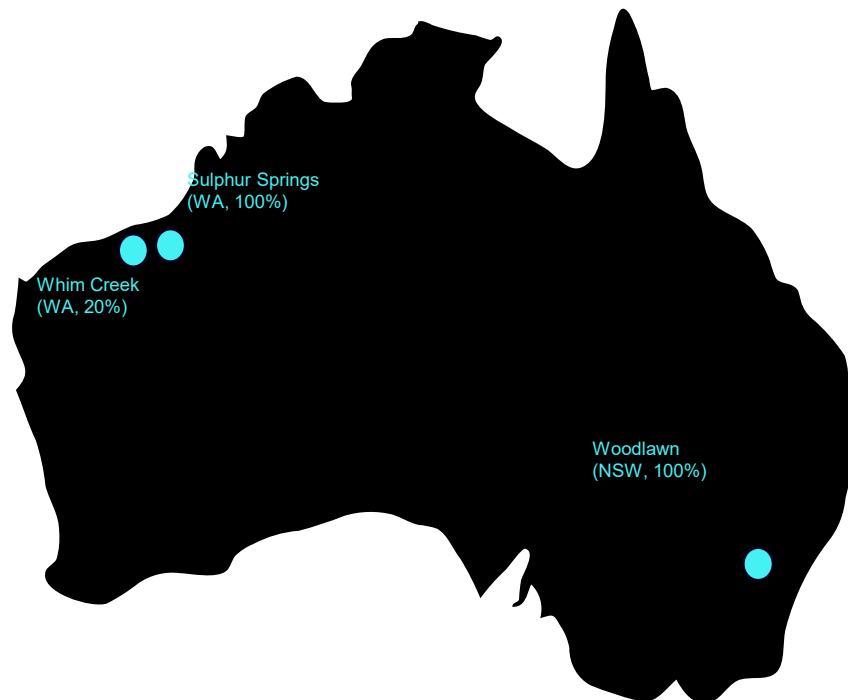 Sulphur Springs
(WA, 100%)
Whim Creek
(WA, 20%)
Woodlawn
(NSW, 100%)